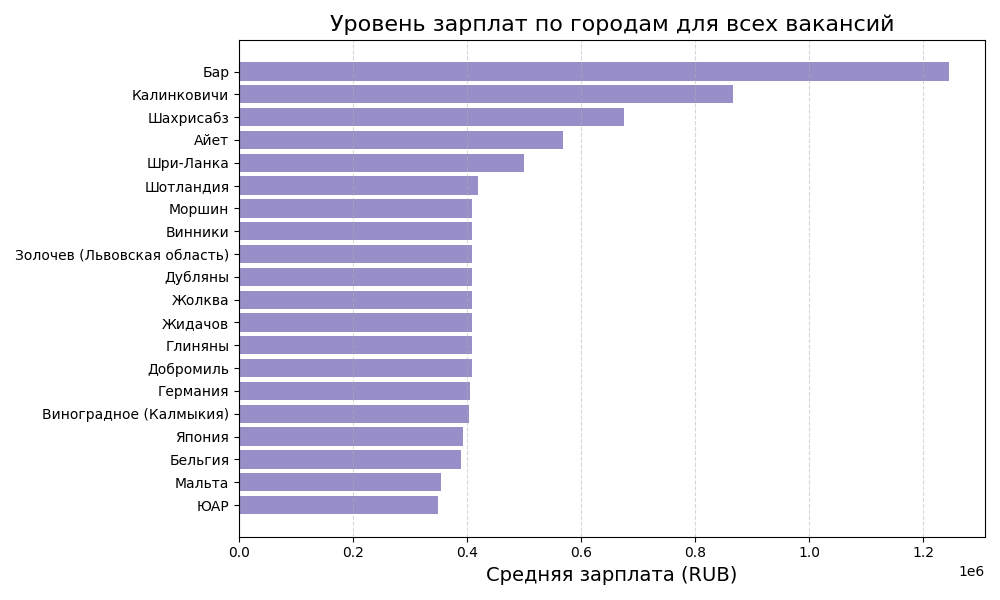 Уровень зарплат по городам для всех вакансий
Бар
Калинковичи
Шахрисабз
Айет
Шри-Ланка
Шотландия
Моршин
Винники
Золочев (Львовская область)
Дубляны
Жолква
Жидачов
Глиняны
Добромиль
Германия
Виноградное (Калмыкия)
Япония
Бельгия
Мальта
ЮАР
0.0 0.2 0.4 0.6 0.8 1.0 1.2
1e6
Средняя зарплата (RUB)